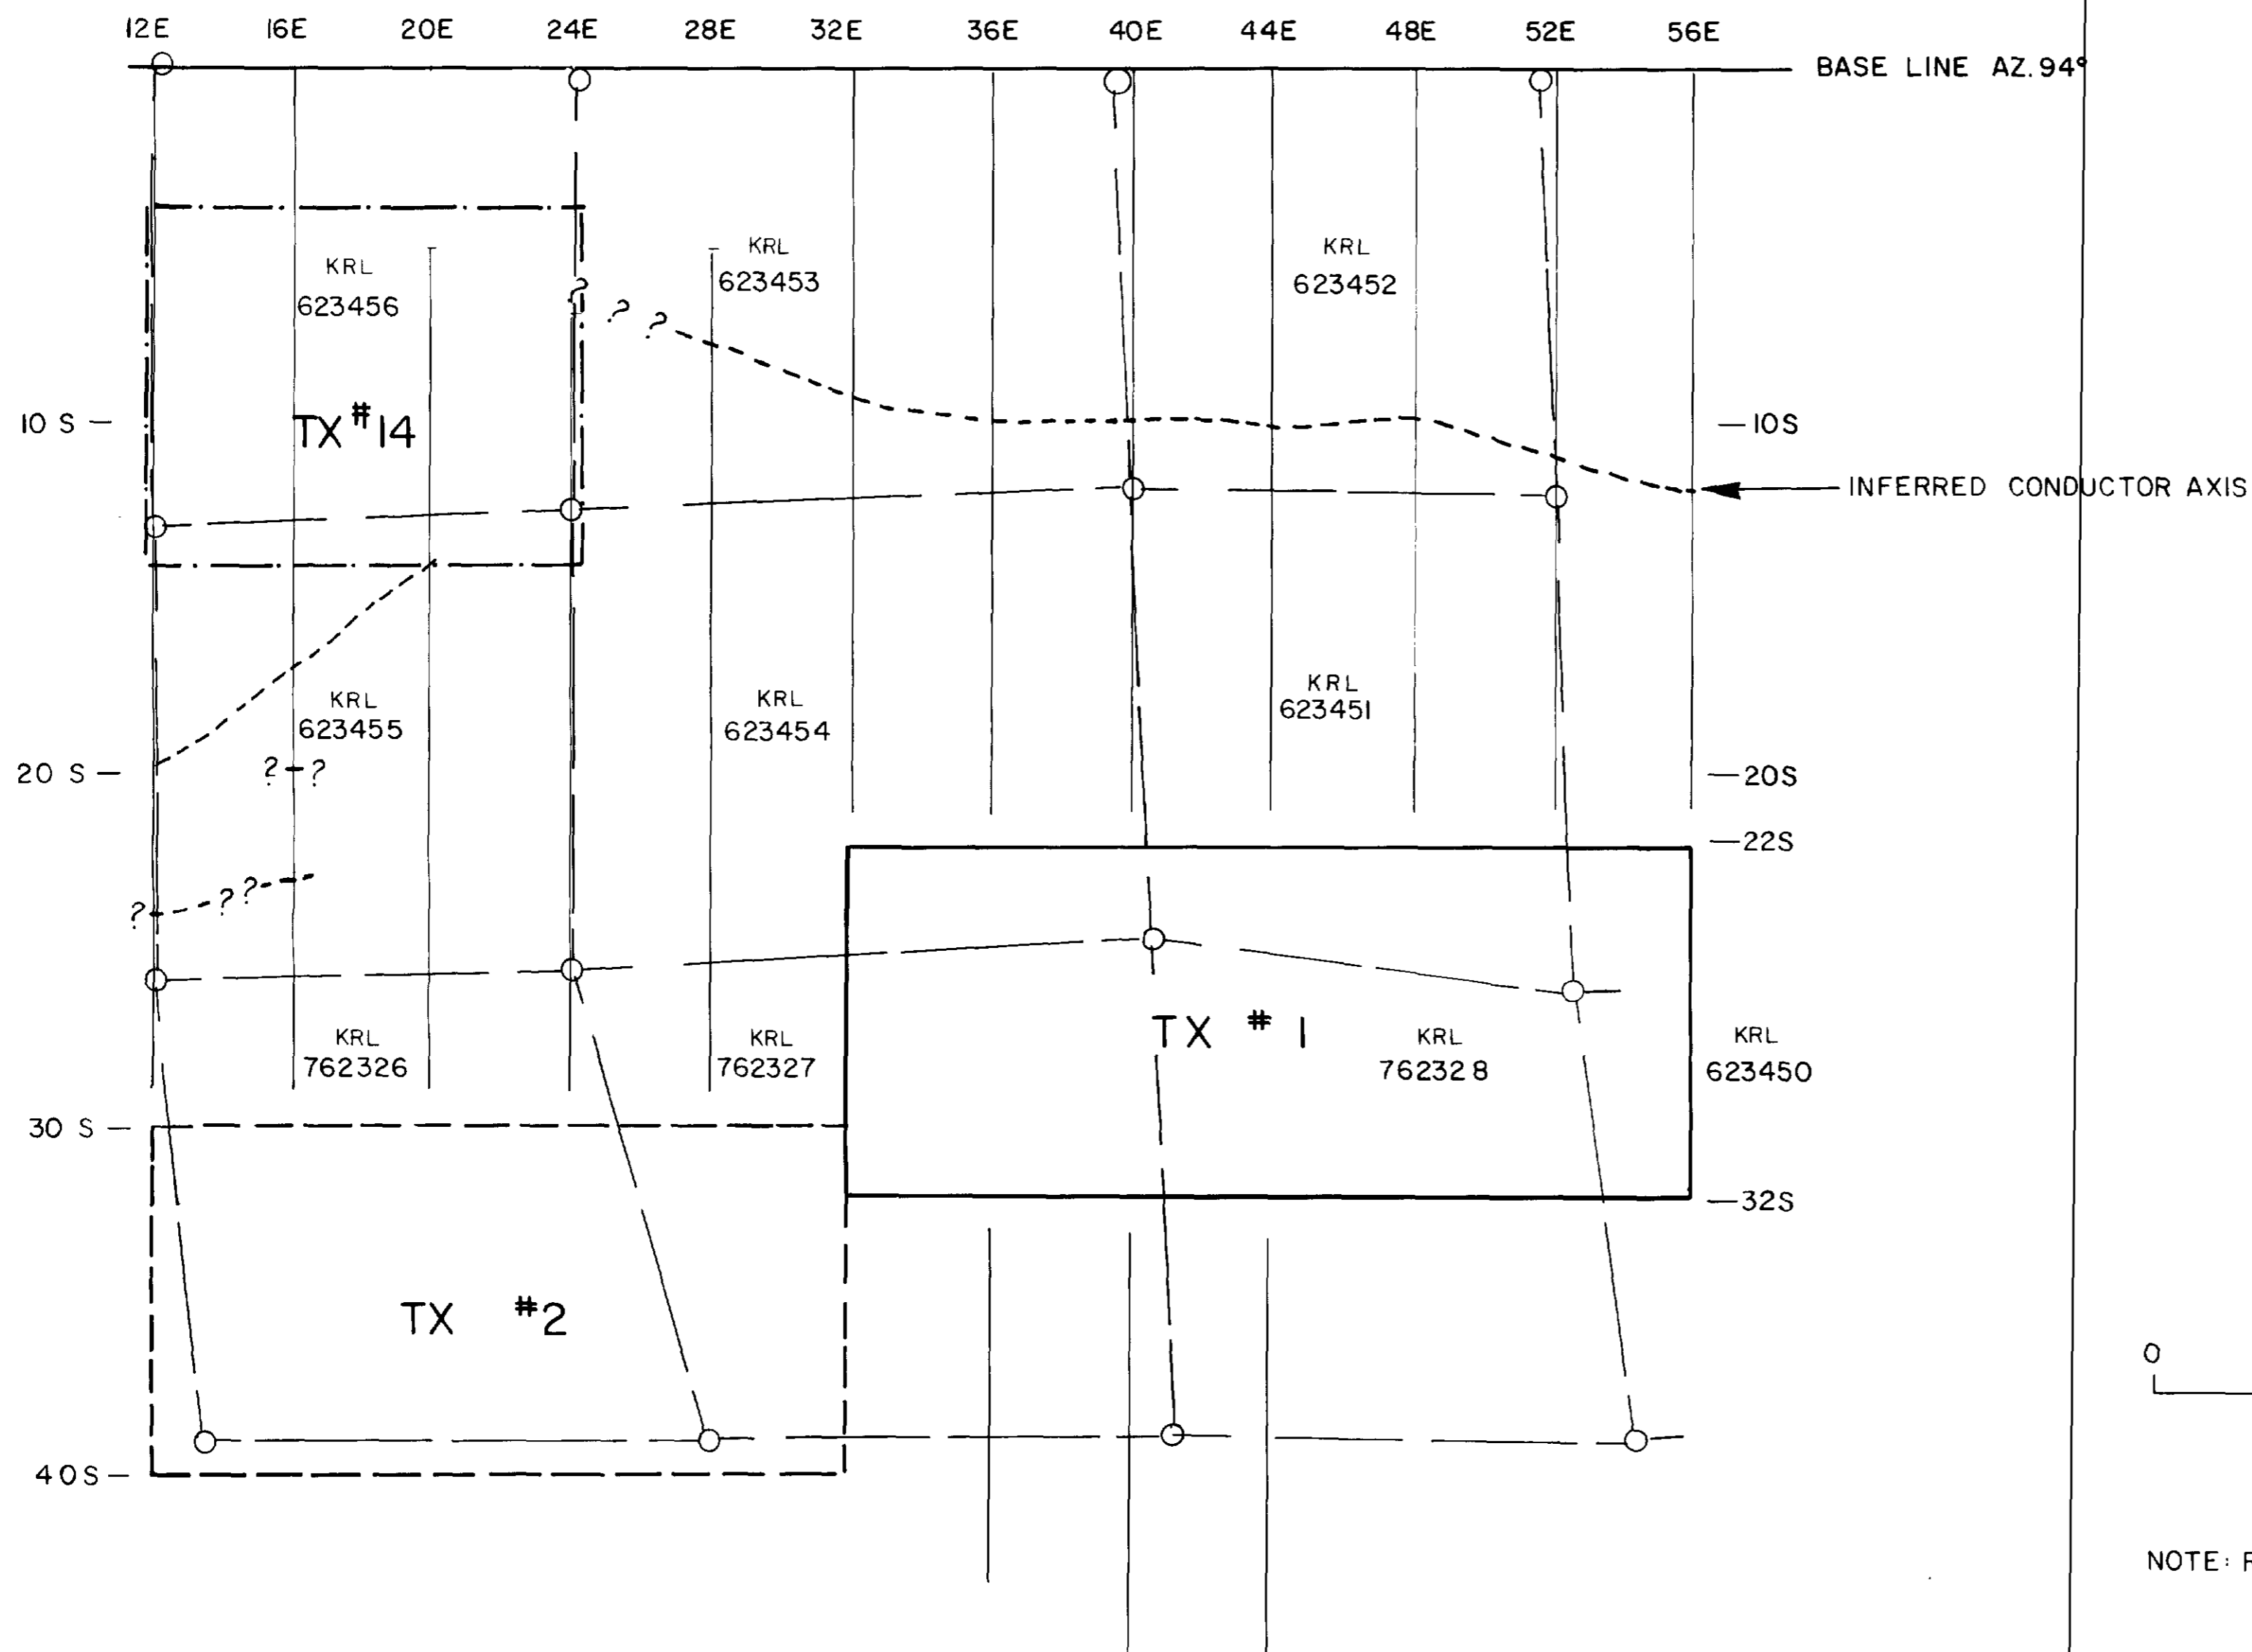 12E 16E 20E 24E 28E 32E 36E 40E 44E 48E 52E 56E
BASE LINE AZ. 94°
KRL
623456
KRL
623453
KRL
623452
?
? ?
10 S
TX #14
10S
INFERRED CONDUCTOR AXIS
KRL
623455
KRL
623454
KRL
623451
20 S
? ?
20S
22S
? ? ?
KRL
762326
KRL
762327
TX # 1
KRL
762328
KRL
623450
30 S
32S
TX #2
0
40S
NOTE: